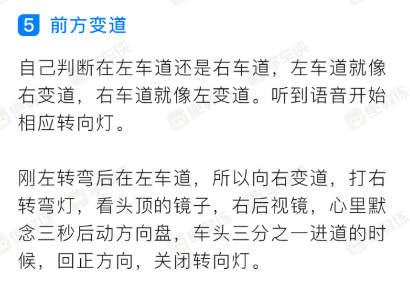 5 前方变道
自己判断在左车道还是右车道，左车道就像
右变道，右车道就像左变道。听到语音开始
相应转向灯。
刚左转弯后在左车道，所以向右变道，打右
转弯灯，看头顶的镜子，右后视镜，心里默
念三秒后动方向盘，车头三分之一进道的时
候，回正方向，关闭转向灯。